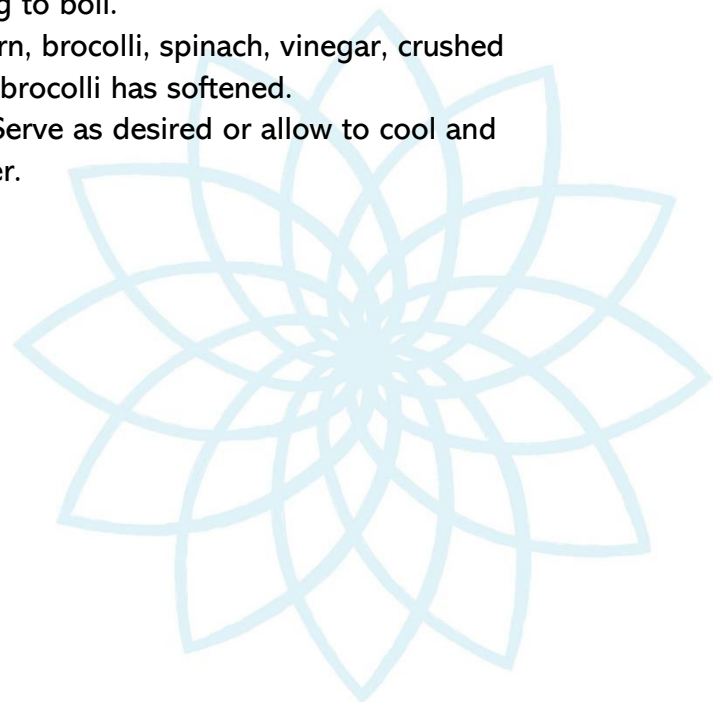 g to boil.
rn, brocolli, spinach, vinegar, crushed
brocolli has softened.
Serve as desired or allow to cool and
er.